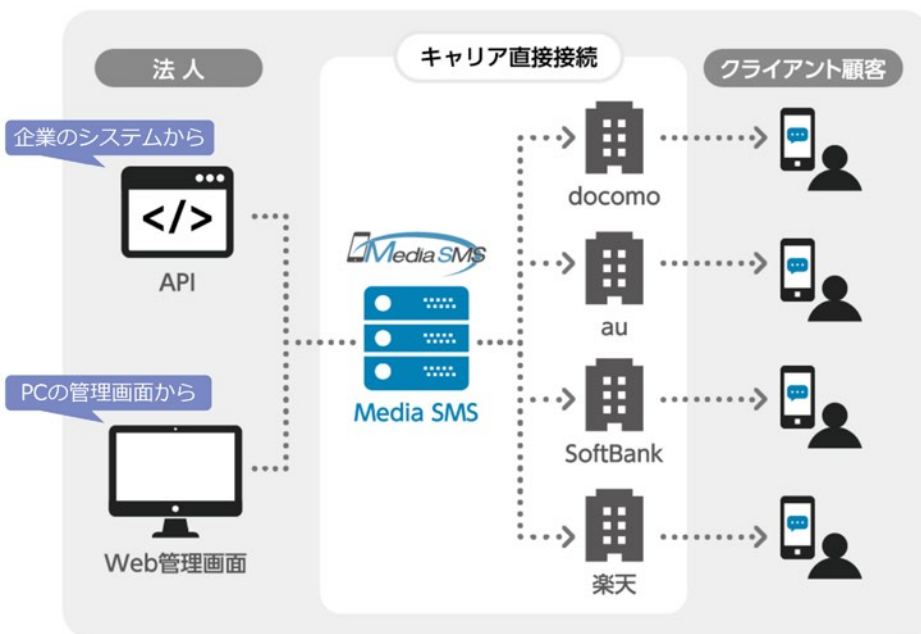 法人
キャリア直接接続
クライアント顧客
企業のシステムから
</>
API
PCの管理画面から
Web管理画面
Media SMS
Media SMS
docomo
au
SoftBank
楽天